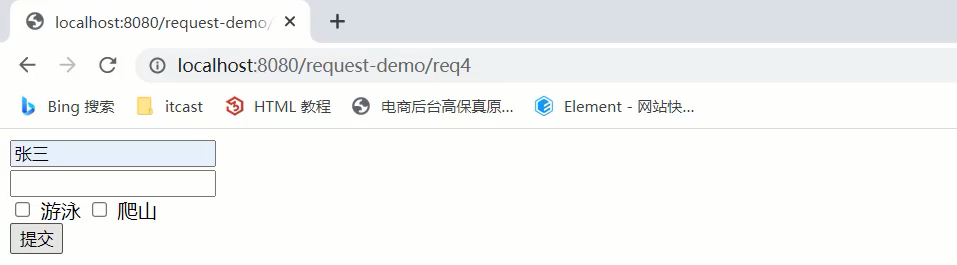 localhost:8080/request-demo/
localhost:8080/request-demo/req4
Bing 搜索 itcast HTML 教程 电商后台高保真原... Element - 网站快...
张三
游泳 爬山
提交